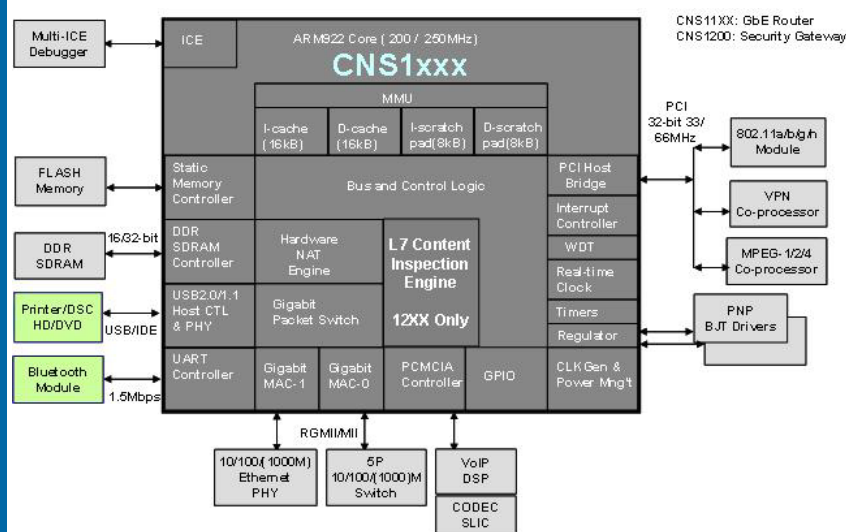 CNS11XX: GbE Router
CNS1200: Security Gateway
Multi-ICE
Debugger
ICE
ARM922 Core ( 200 / 250MHz )
CNS1xxx
MMU
I-cache
(16kB)
D-cache
(16kB)
I-scratch
pad(8kB)
D-scratch
pad(8kB)
PCI
32-bit 33/
66MHz
802.11a/b/g/h
Module
FLASH
Memory
Static
Memory
Controller
Bus and Control Logic
PCI Host
Bridge
VPN
Co-processor
Interrupt
Controller
DDR
SDRAM
16/32-bit
DDR
SDRAM
Controller
Hardware
NAT
Engine
L7 Content
Inspection
Engine
12XX Only
WDT
MPEG-1/2/4
Co-processor
Real-time
Clock
Printer/DSC
HD/DVD
USB/IDE
USB2.0/1.1
Host CTL
& PHY
Gigabit
Packet Switch
Timers
Regulator
PNP
BJT Drivers
Bluetooth
Module
1.5Mbps
UART
Controller
Gigabit
MAC-1
Gigabit
MAC-0
PCMCIA
Controller
GPIO
CLK Gen &
Power Mng't
RGMII/MII
10/100/(1000M)
Ethernet
PHY
5P
10/100/(1000)M
Switch
VoIP
DSP
CODEC
SLIC